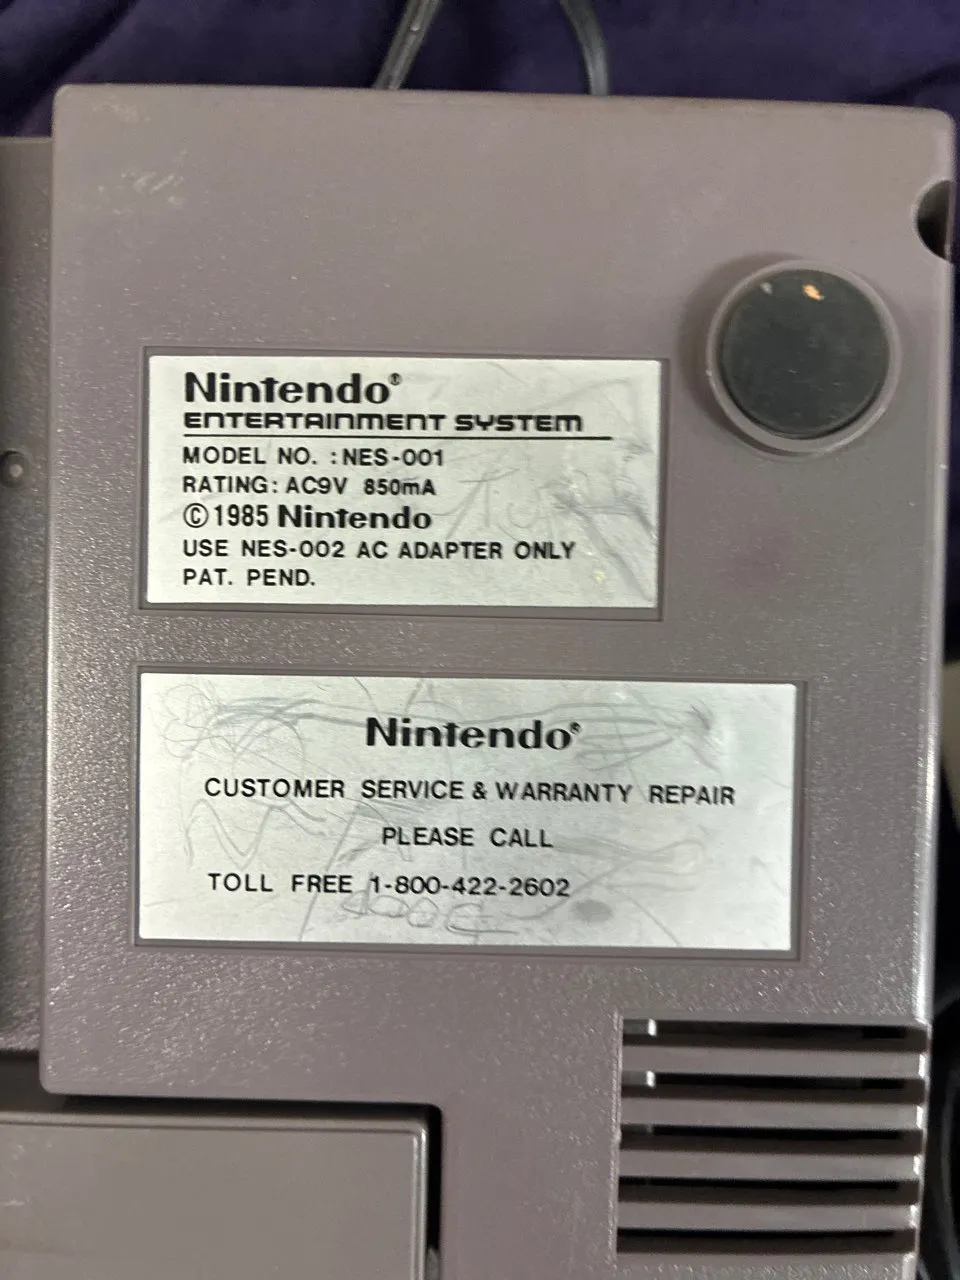 Nintendo®
ENTERTAINMENT SYSTEM
MODEL NO. : NES-001
RATING: AC9V 850mA
©1985 Nintendo
USE NES-002 AC ADAPTER ONLY
PAT. PEND.
Nintendo®
CUSTOMER SERVICE & WARRANTY REPAIR
PLEASE CALL
TOLL FREE 1-800-422-2602